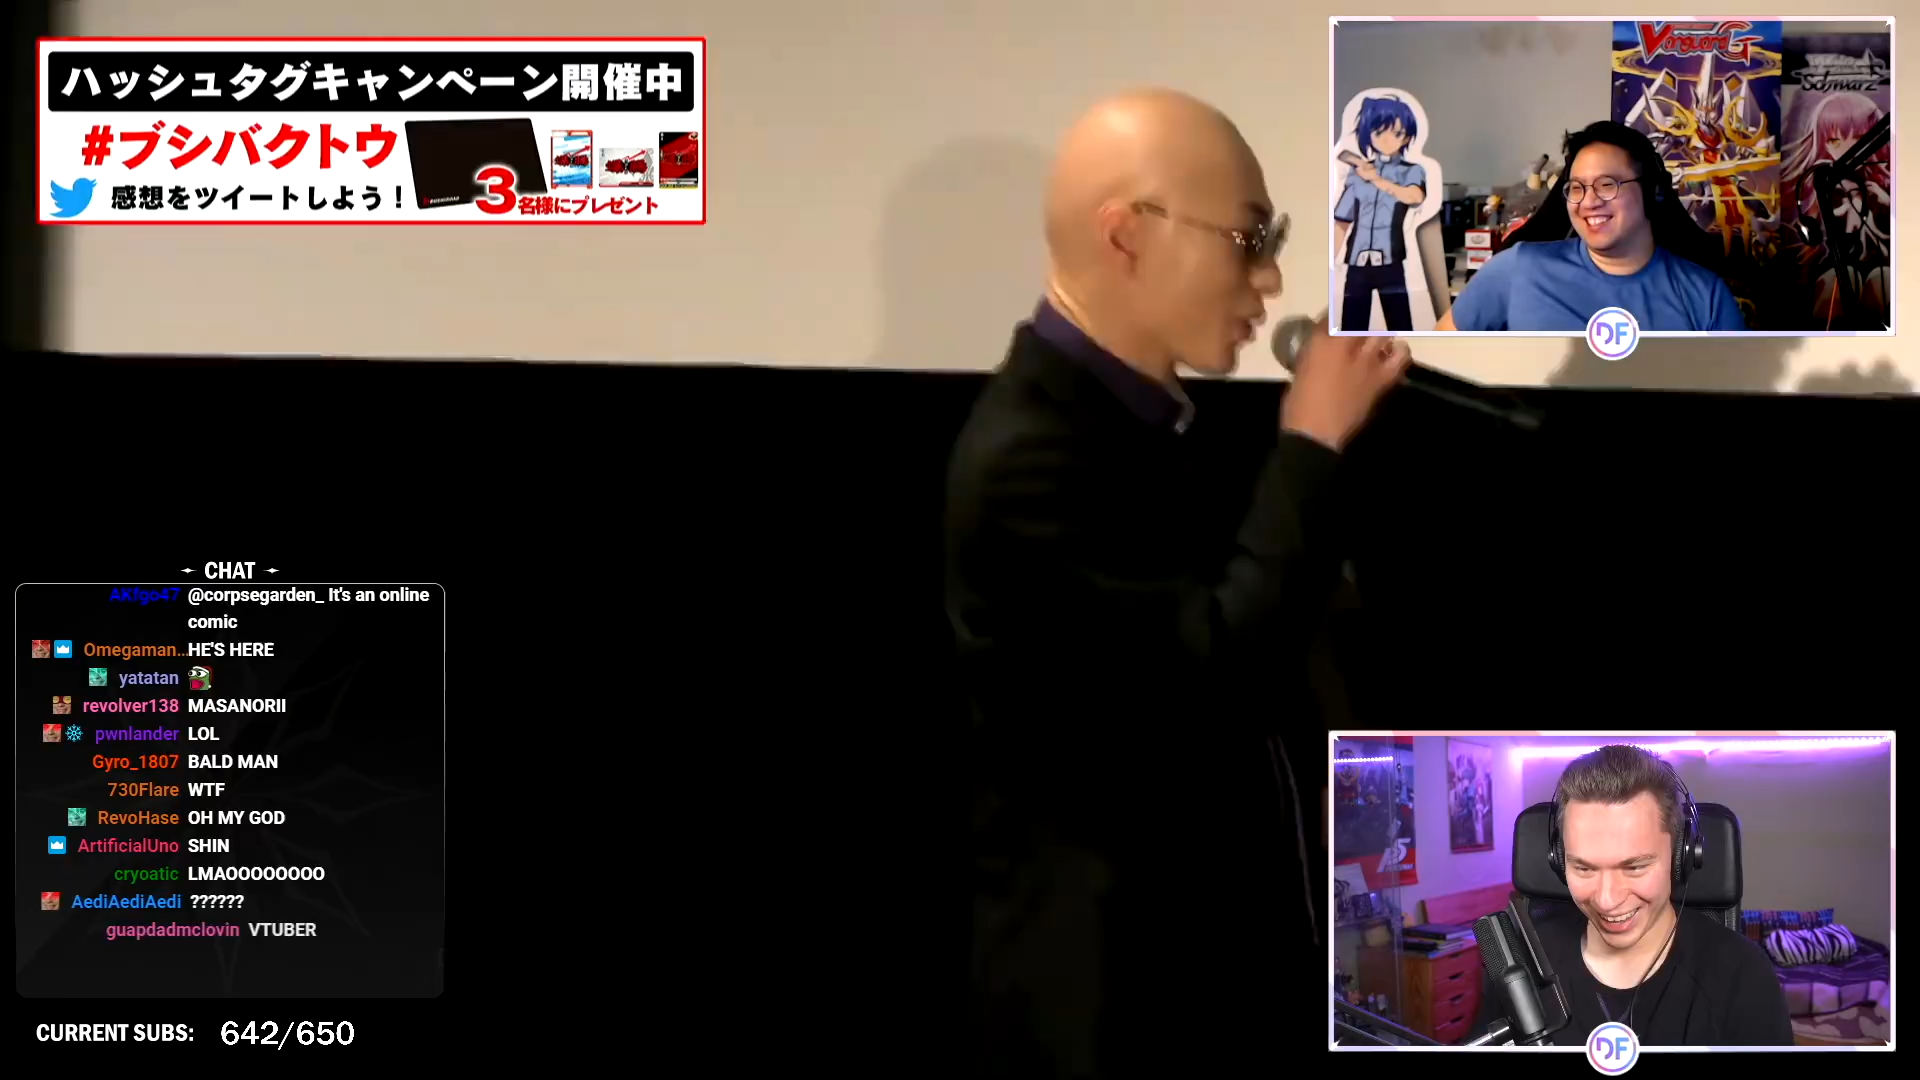 ハッシュタグキャンペーン開催中
#ブシバクトウ
感想をツイートしよう！
3名様にプレゼント
Vanguard G
Schwarz
DF
CHAT
AKfgo47 @corpsegarden_ It's an online
comic
Omegaman... HE'S HERE
yatatan
revolver138 MASANORII
pwnlander LOL
Gyro_1807 BALD MAN
730Flare WTF
RevoHase OH MY GOD
ArtificialUno SHIN
cryoatic LMAOOOOOOOO
AediAediAedi ??????
guapdadmclovin VTUBER
P5
DF
CURRENT SUBS: 642/650